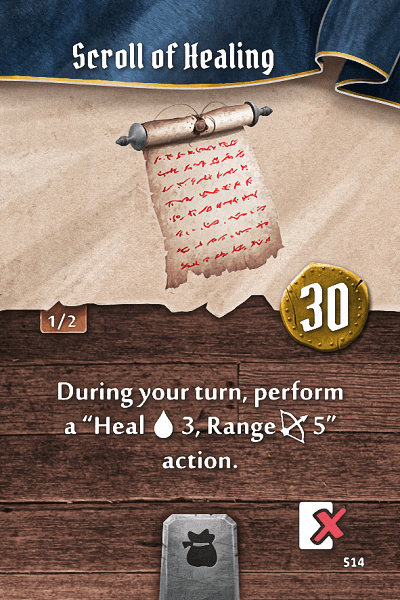 Scroll of Healing
1/2
30
During your turn, perform
a “Heal 3, Range 5”
action.
514